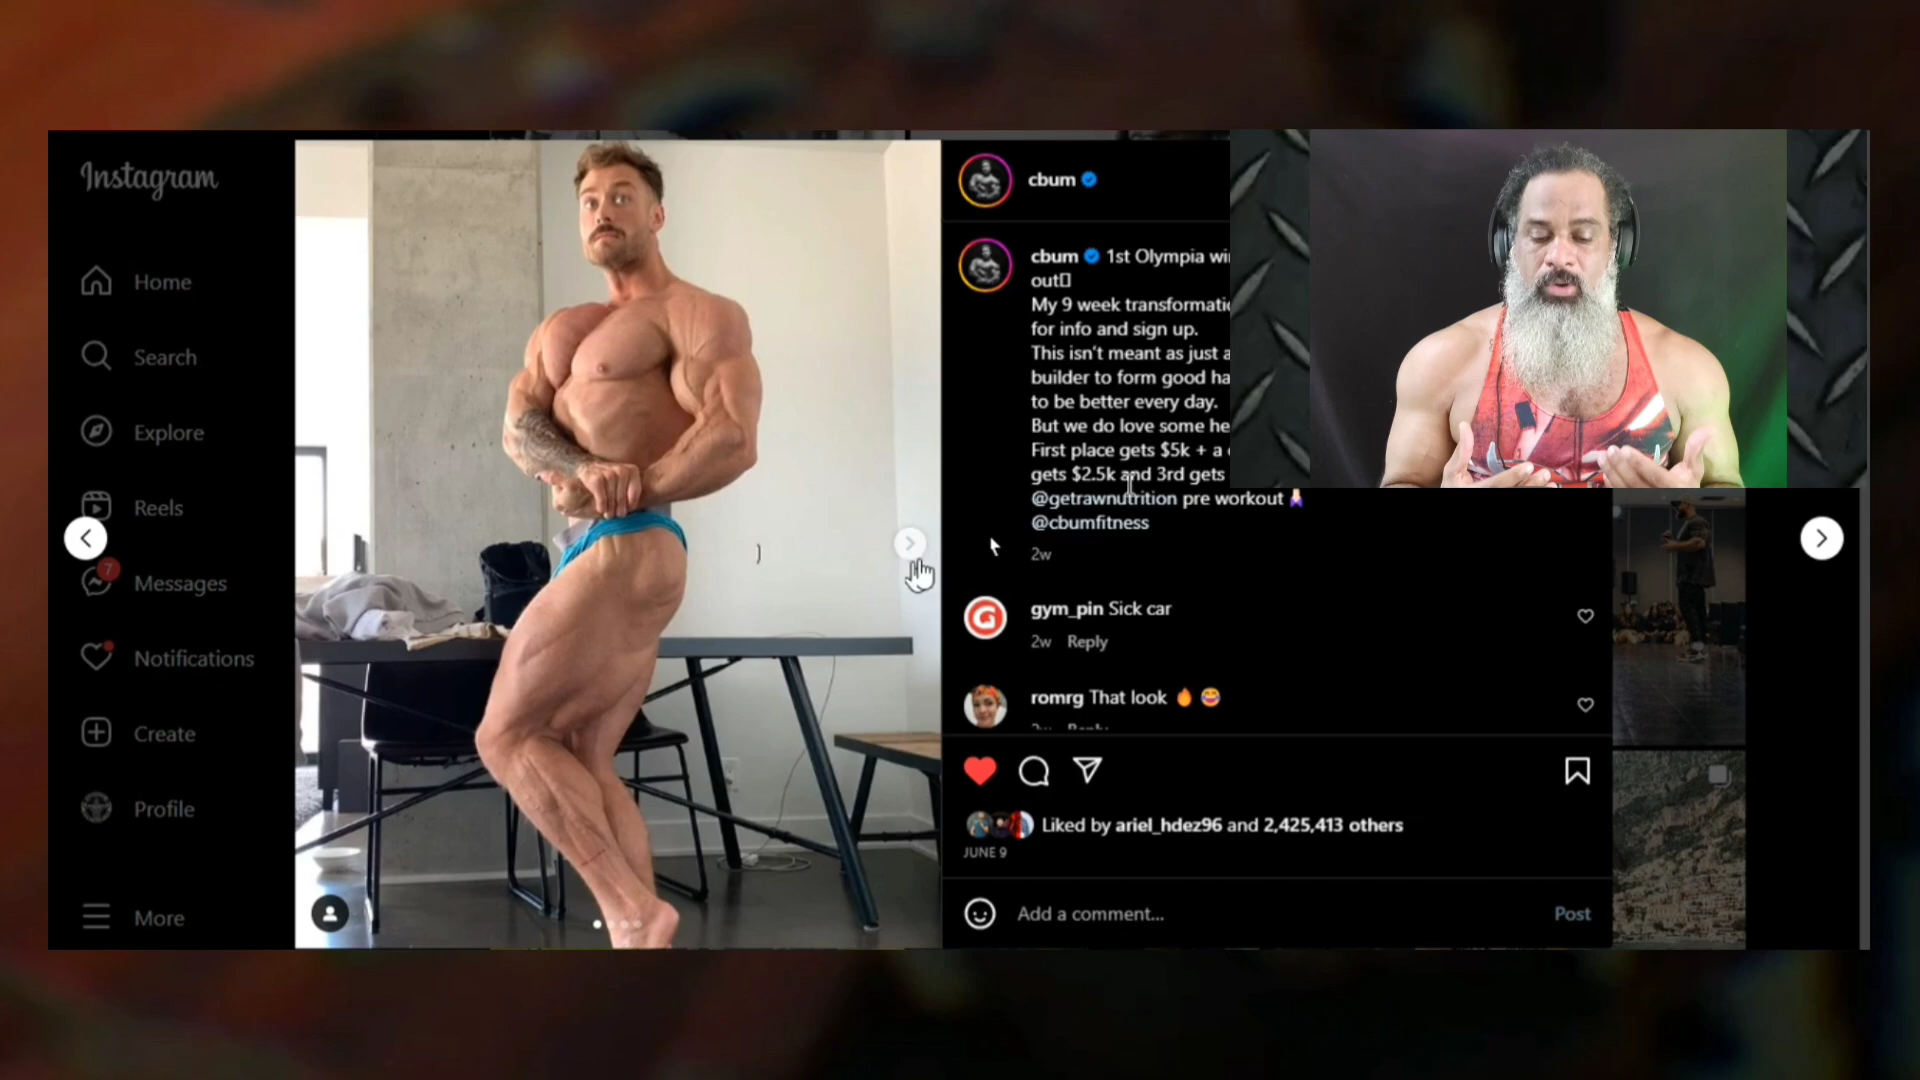 Instagram
Home
Search
Explore
Reels
7
Messages
Notifications
Create
Profile
More
cbum
cbum 1st Olympia
out
My 9 week
for info and sign up.
This isn't meant as just
builder to form good
to be better every day.
But we do love some
First place gets $5k + a
gets $2.5k and 3rd gets
@getrawnutrition pre workout
@cbumfitness
2w
gym_pin Sick car
2w Reply
romrg That look 🔥 😂
Liked by ariel_hdez96 and 2,425,413 others
JUNE 9
Add a comment...
Post